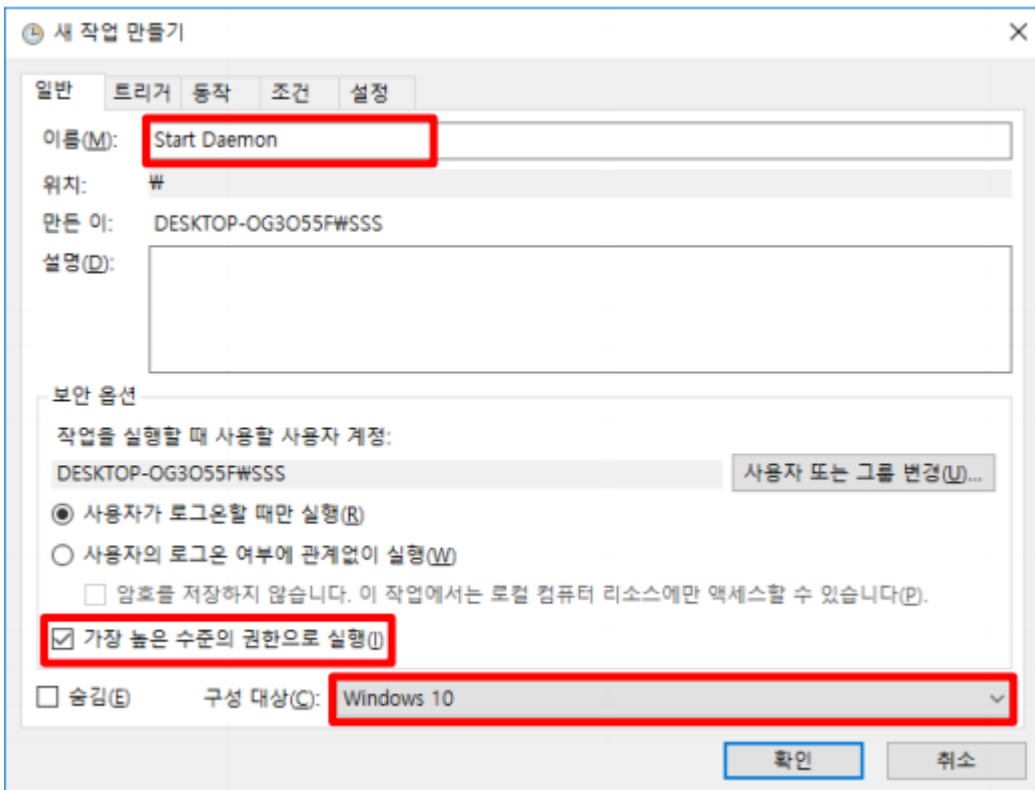 새 작업 만들기
일반 트리거 동작 조건 설정
이름(M): Start Daemon
위치: ₩
만든 이: DESKTOP-OG3O55F₩SSS
설명(D):
보안 옵션
작업을 실행할 때 사용할 사용자 계정:
DESKTOP-OG3O55F₩SSS 사용자 또는 그룹 변경(U)...
사용자가 로그온할 때만 실행(R)
사용자의 로그온 여부에 관계없이 실행(W)
암호를 저장하지 않습니다. 이 작업에서는 로컬 컴퓨터 리소스에만 액세스할 수 있습니다(P).
가장 높은 수준의 권한으로 실행(I)
숨김(E) 구성 대상(C): Windows 10
확인 취소